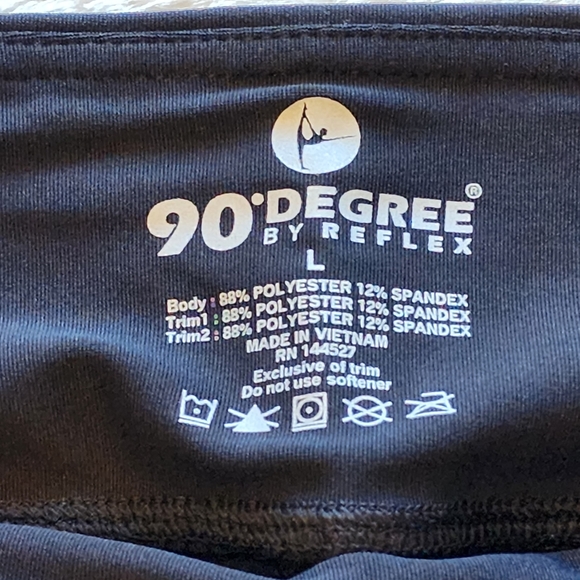 90°DEGREE®
BY REFLEX
L
Body : 88% POLYESTER 12% SPANDEX
Trim1 : 88% POLYESTER 12% SPANDEX
Trim2 : 88% POLYESTER 12% SPANDEX
MADE IN VIETNAM
RN 144527
Exclusive of trim
Do not use softener